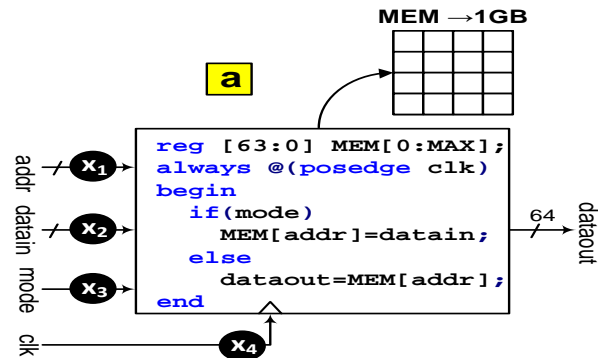 MEM →1GB
a
reg [63:0] MEM[0:MAX];
always @(posedge clk)
begin
if(mode)
MEM[addr]=datain;
else
dataout=MEM[addr];
end
addr
x1
datain
x2
mode
x3
clk
x4
64
dataout